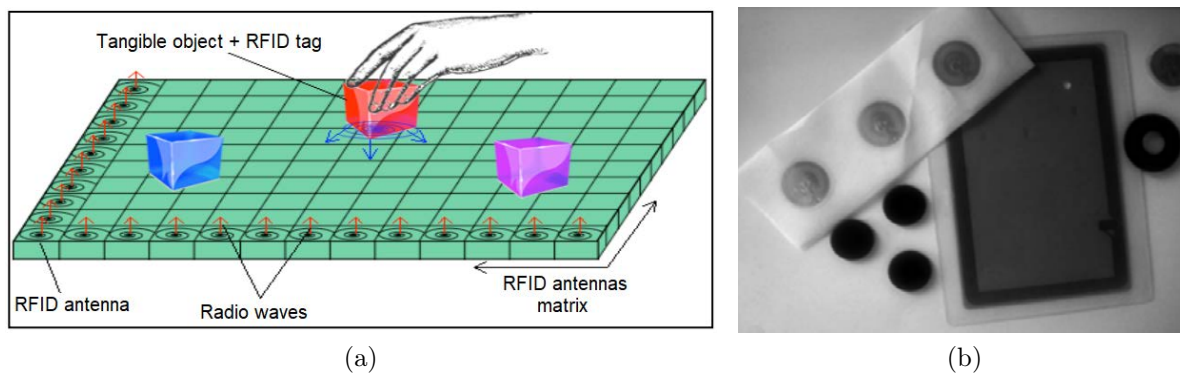 Tangible object + RFID tag
RFID antenna
Radio waves
RFID antennas
matrix
(a)
(b)